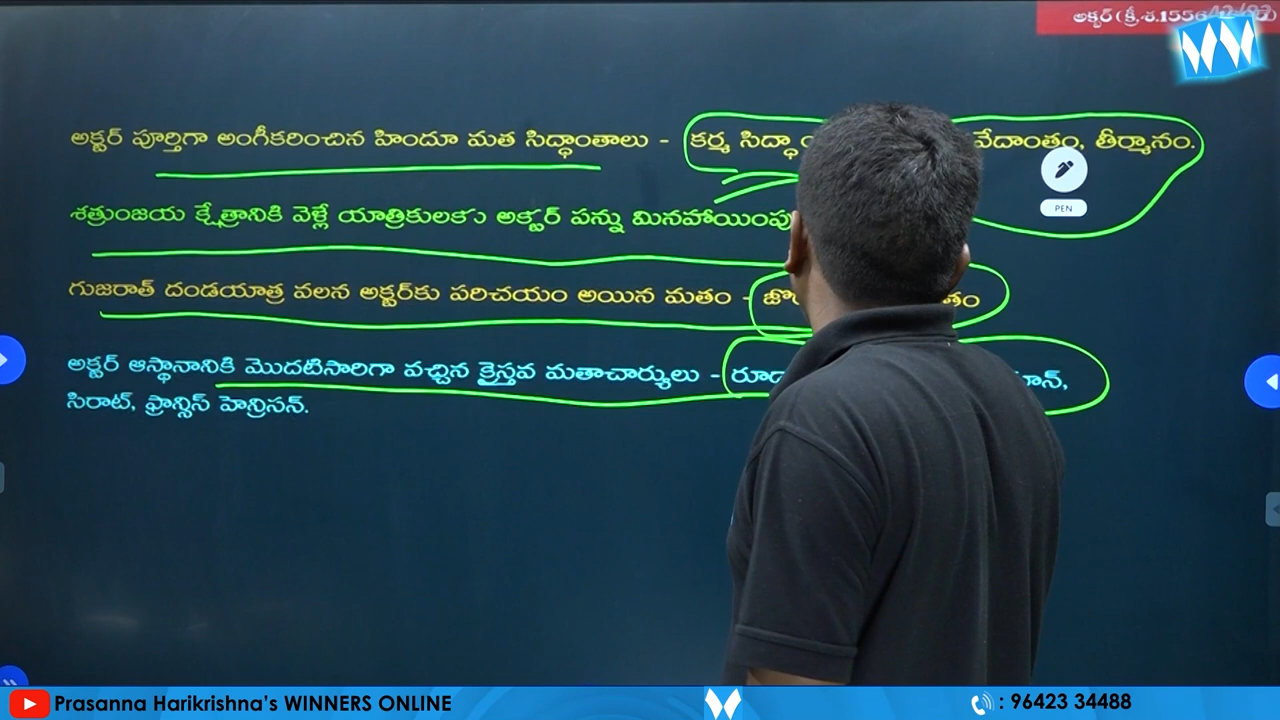 అక్బర్ (క్రీ.శ.1556
అక్బర్ పూర్తిగా అంగీకరించిన హిందూ మత సిద్ధాంతాలు - కర్మ వేదాంతం, తీర్మానం.
PEN
శత్రుంజయ క్షేత్రానికి వెళ్లే యాత్రికులకు అక్బర్ పన్ను
గుజరాత్ దండయాత్ర వలన అక్బర్‌కు పరిచయం అయిన మతం -
అక్బర్ ఆస్థానానికి మొదటిసారిగా వచ్చిన క్రైస్తవ మతాచార్యులు -
సిరాట్, ఫ్రాన్సిస్ హెన్రిసన్.
Prasanna Harikrishna's WINNERS ONLINE W : 96423 34488